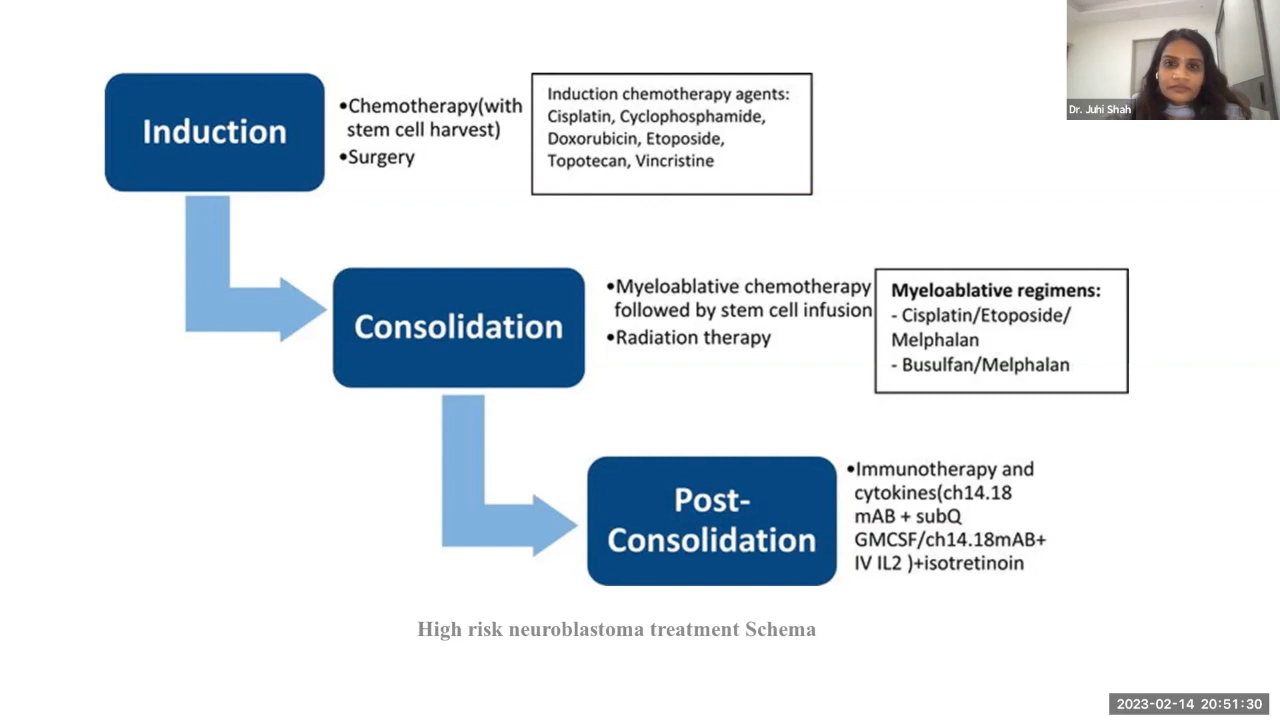 Induction
•Chemotherapy(with
stem cell harvest)
•Surgery
Induction chemotherapy agents:
Cisplatin, Cyclophosphamide,
Doxorubicin, Etoposide,
Topotecan, Vincristine
Dr. Juhi Shah
Consolidation
•Myeloablative chemotherapy
followed by stem cell infusion
•Radiation therapy
Myeloablative regimens:
- Cisplatin/Etoposide/
Melphalan
- Busulfan/Melphalan
Post-
Consolidation
•Immunotherapy and
cytokines(ch14.18
mAB + subQ
GMCSF/ch14.18mAB+
IV IL2 )+isotretinoin
High risk neuroblastoma treatment Schema
2023-02-14 20:51:30